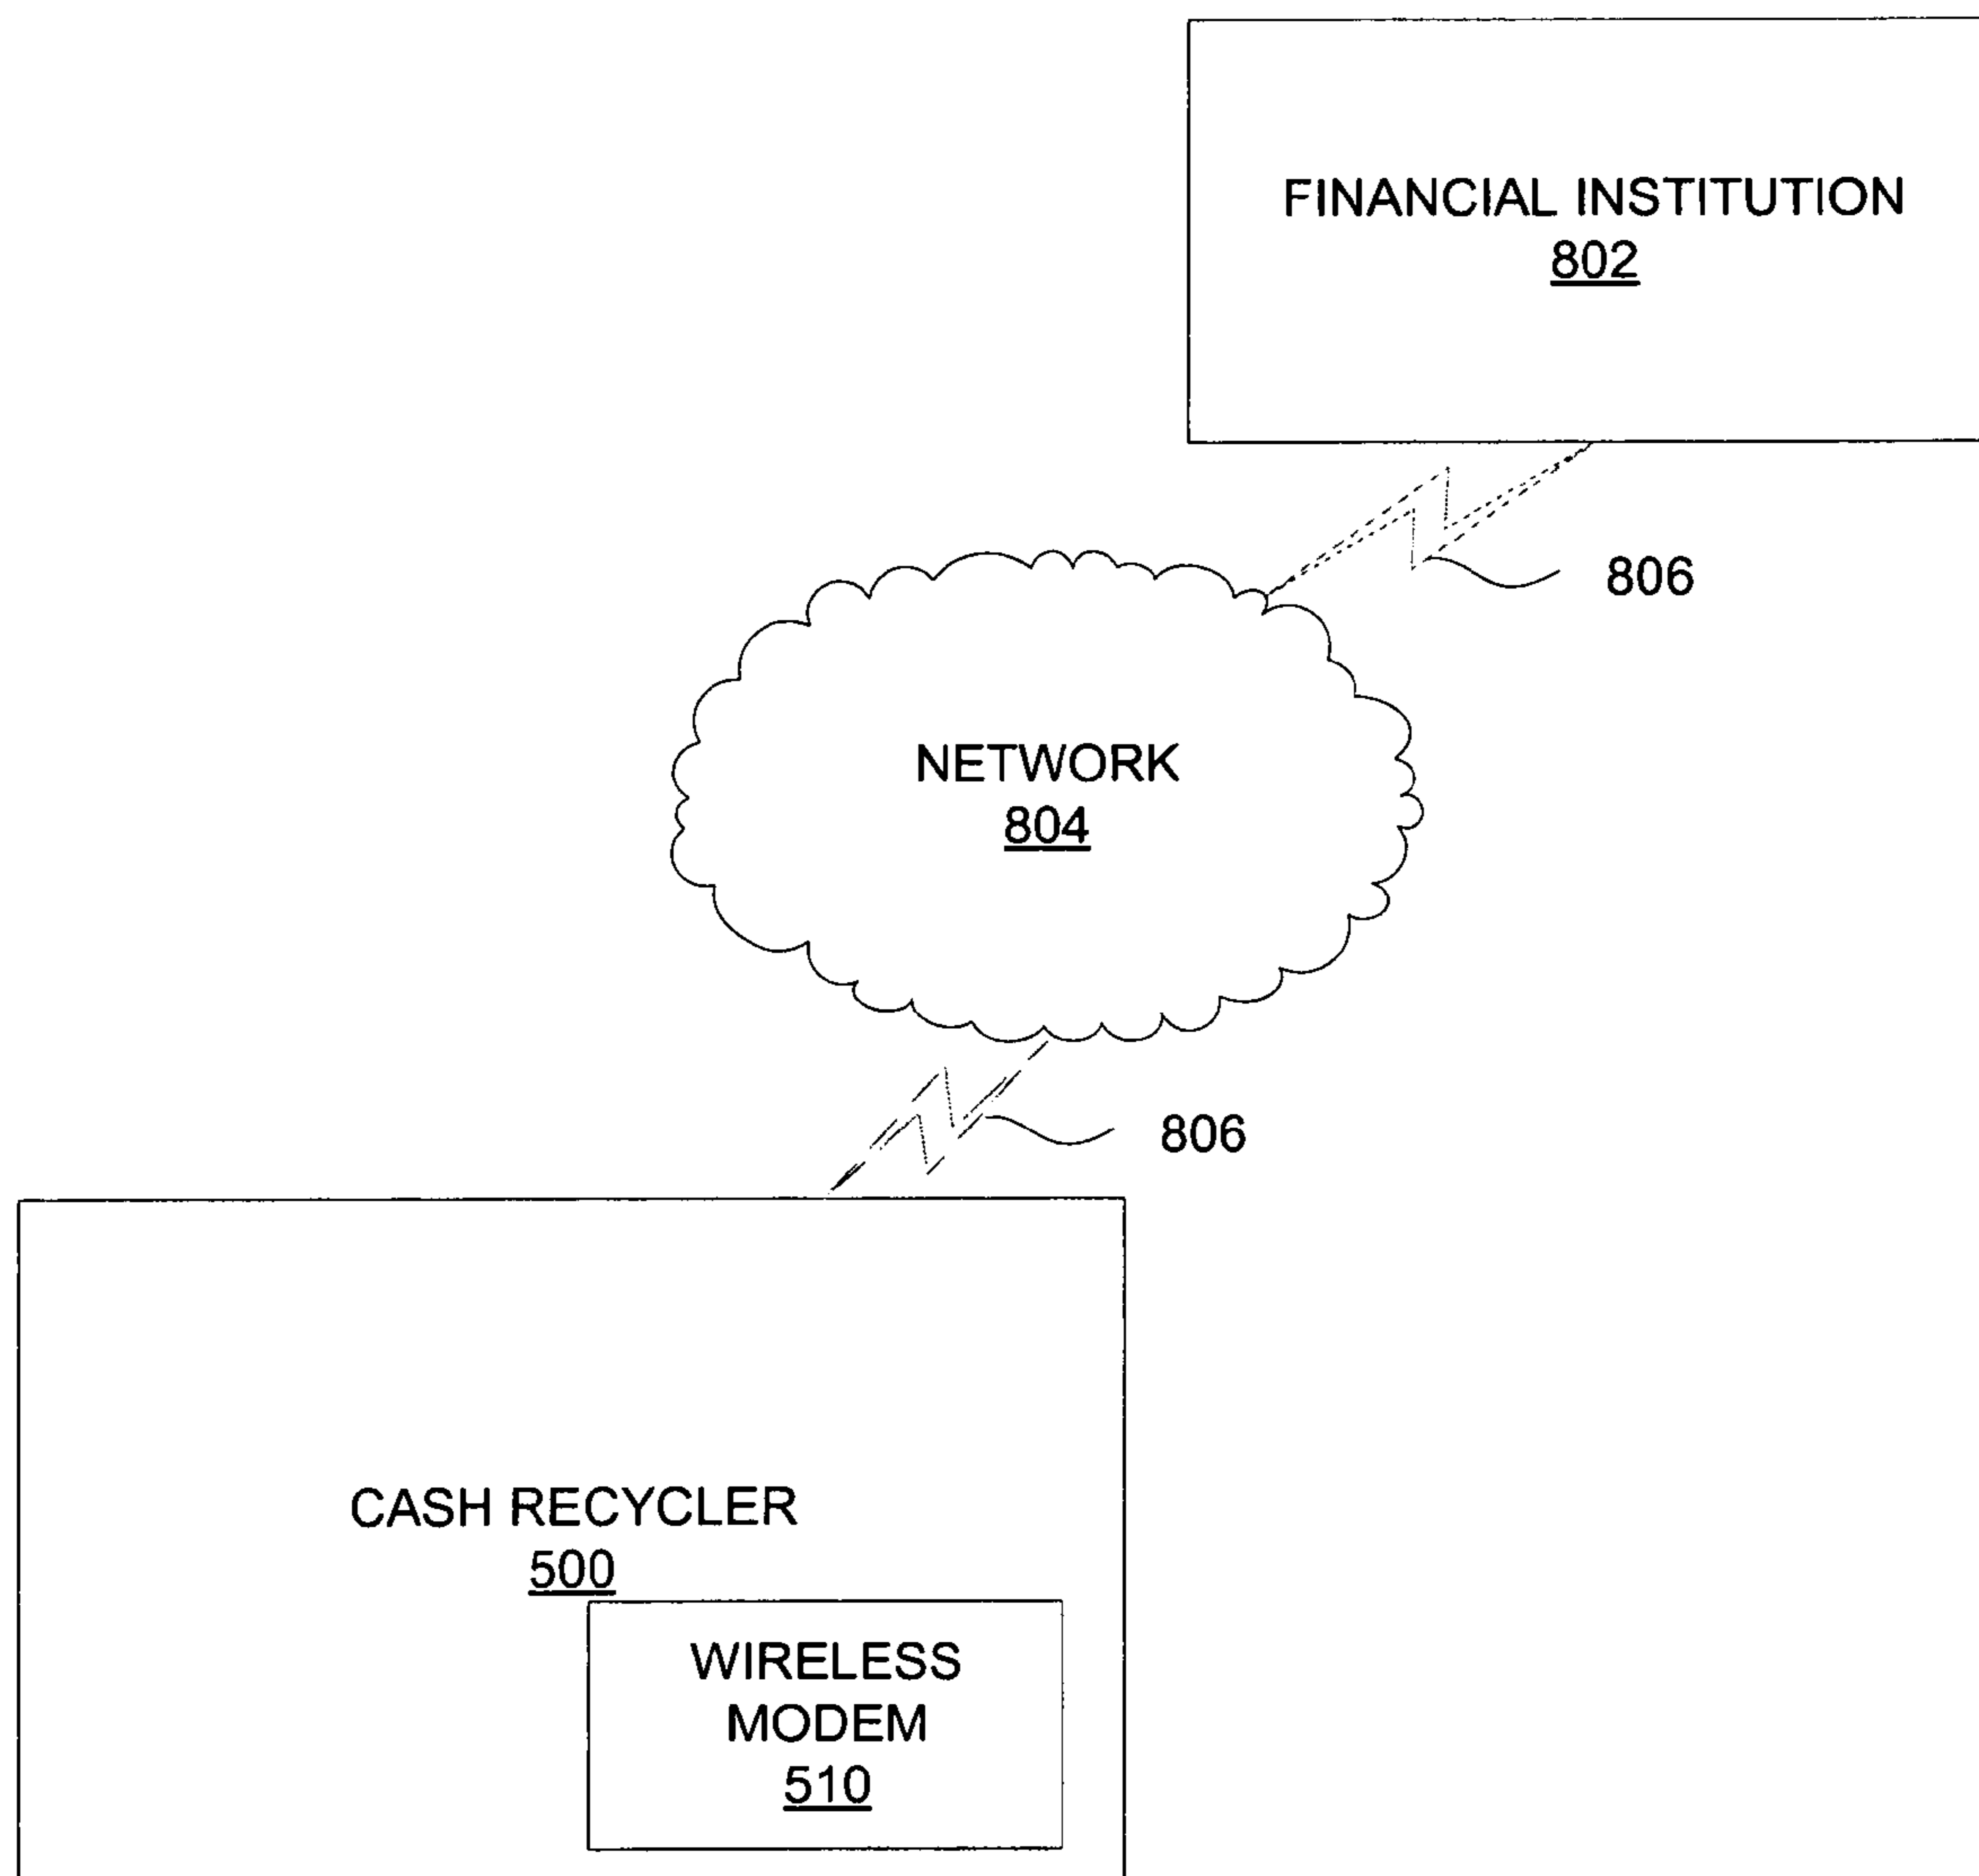 FINANCIAL INSTITUTION
802
806
NETWORK
804
806
CASH RECYCLER
500
WIRELESS
MODEM
510